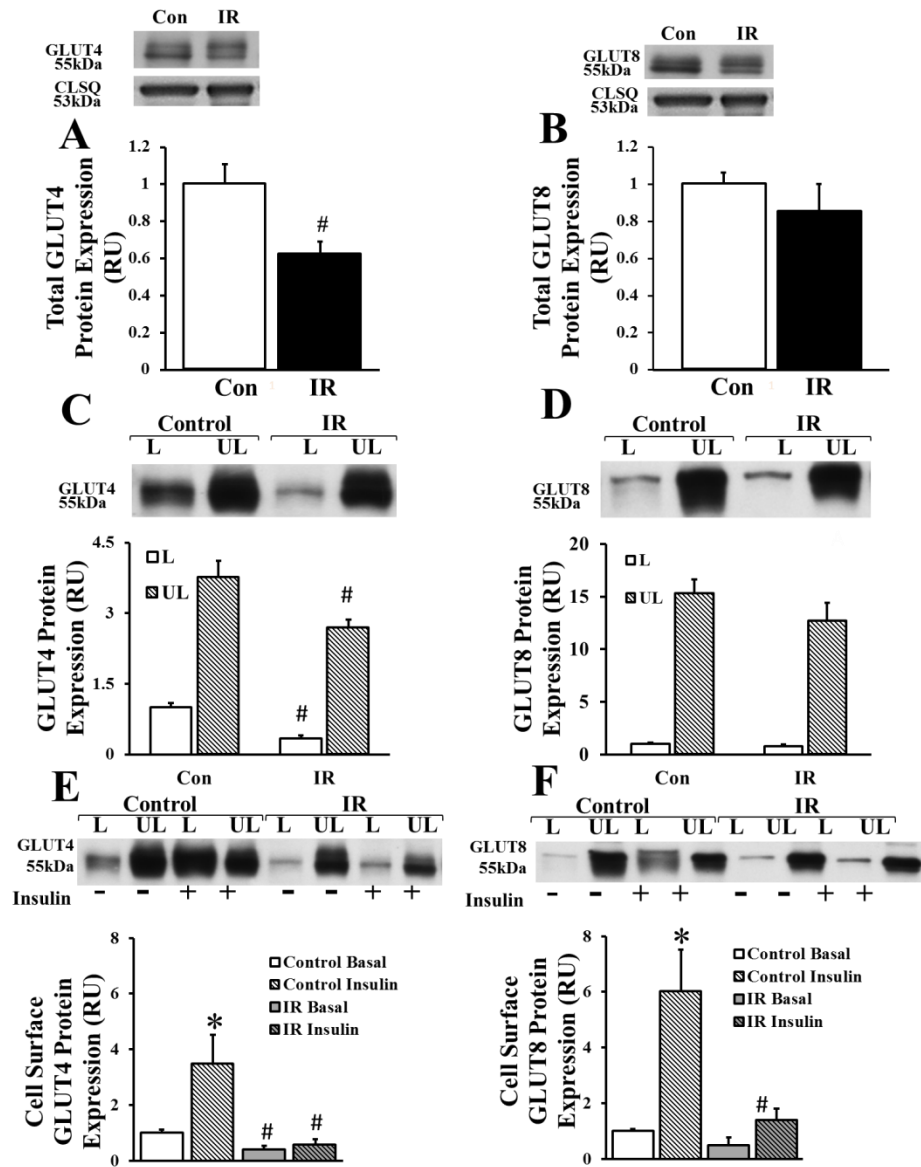 Con IR
GLUT4
55kDa
CLSQ
53kDa
A
Total GLUT4
Protein Expression
(RU)
1.2
1
0.8
0.6
0.4
0.2
0
#
Con IR
Con IR
GLUT8
55kDa
CLSQ
53kDa
B
Total GLUT8
Protein Expression
(RU)
1.2
1
0.8
0.6
0.4
0.2
0
Con IR
C
Control IR
L UL L UL
GLUT4
55kDa
GLUT4 Protein
Expression (RU)
4.5
3
1.5
0
L
UL
#
#
Con IR
D
Control IR
L UL L UL
GLUT8
55kDa
GLUT8 Protein
Expression (RU)
20
15
10
5
0
L
UL
Con IR
E
Control IR
L UL L UL L UL L UL
GLUT4
55kDa
Insulin - - + + - - + +
Cell Surface
GLUT4 Protein
Expression (RU)
8
6
4
2
0
Control Basal
Control Insulin
IR Basal
IR Insulin
*
# #
F
Control IR
L UL L UL L UL L UL
GLUT8
55kDa
Insulin - - + + - - + +
Cell Surface
GLUT8 Protein
Expression (RU)
8
6
4
2
0
Control Basal
Control Insulin
IR Basal
IR Insulin
*
#